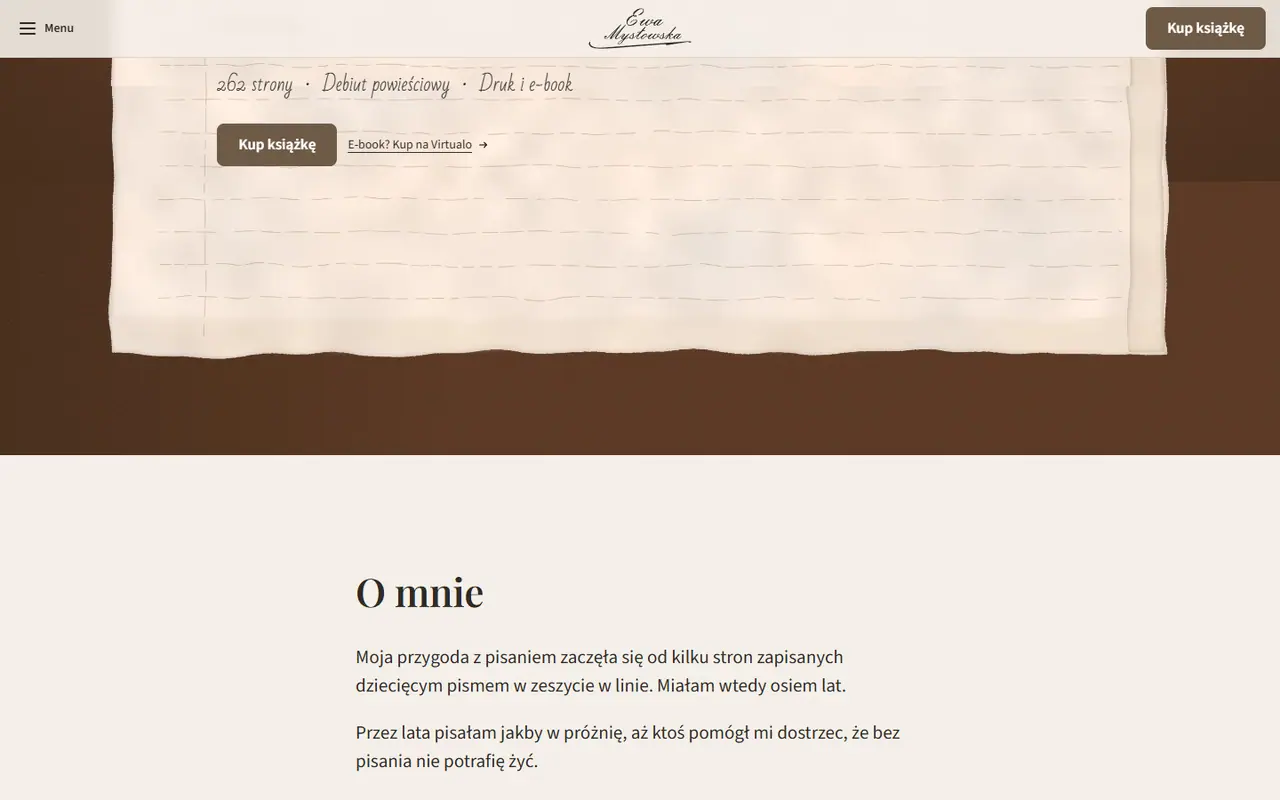 Menu
Ewa
Mysłowska
Kup książkę
262 strony · Debiut powieściowy · Druk i e-book
Kup książkę
E-book? Kup na Virtualo →
O mnie
Moja przygoda z pisaniem zaczęła się od kilku stron zapisanych
dziecięcym pismem w zeszycie w linie. Miałam wtedy osiem lat.
Przez lata pisałam jakby w próżnię, aż ktoś pomógł mi dostrzec, że bez
pisania nie potrafię żyć.